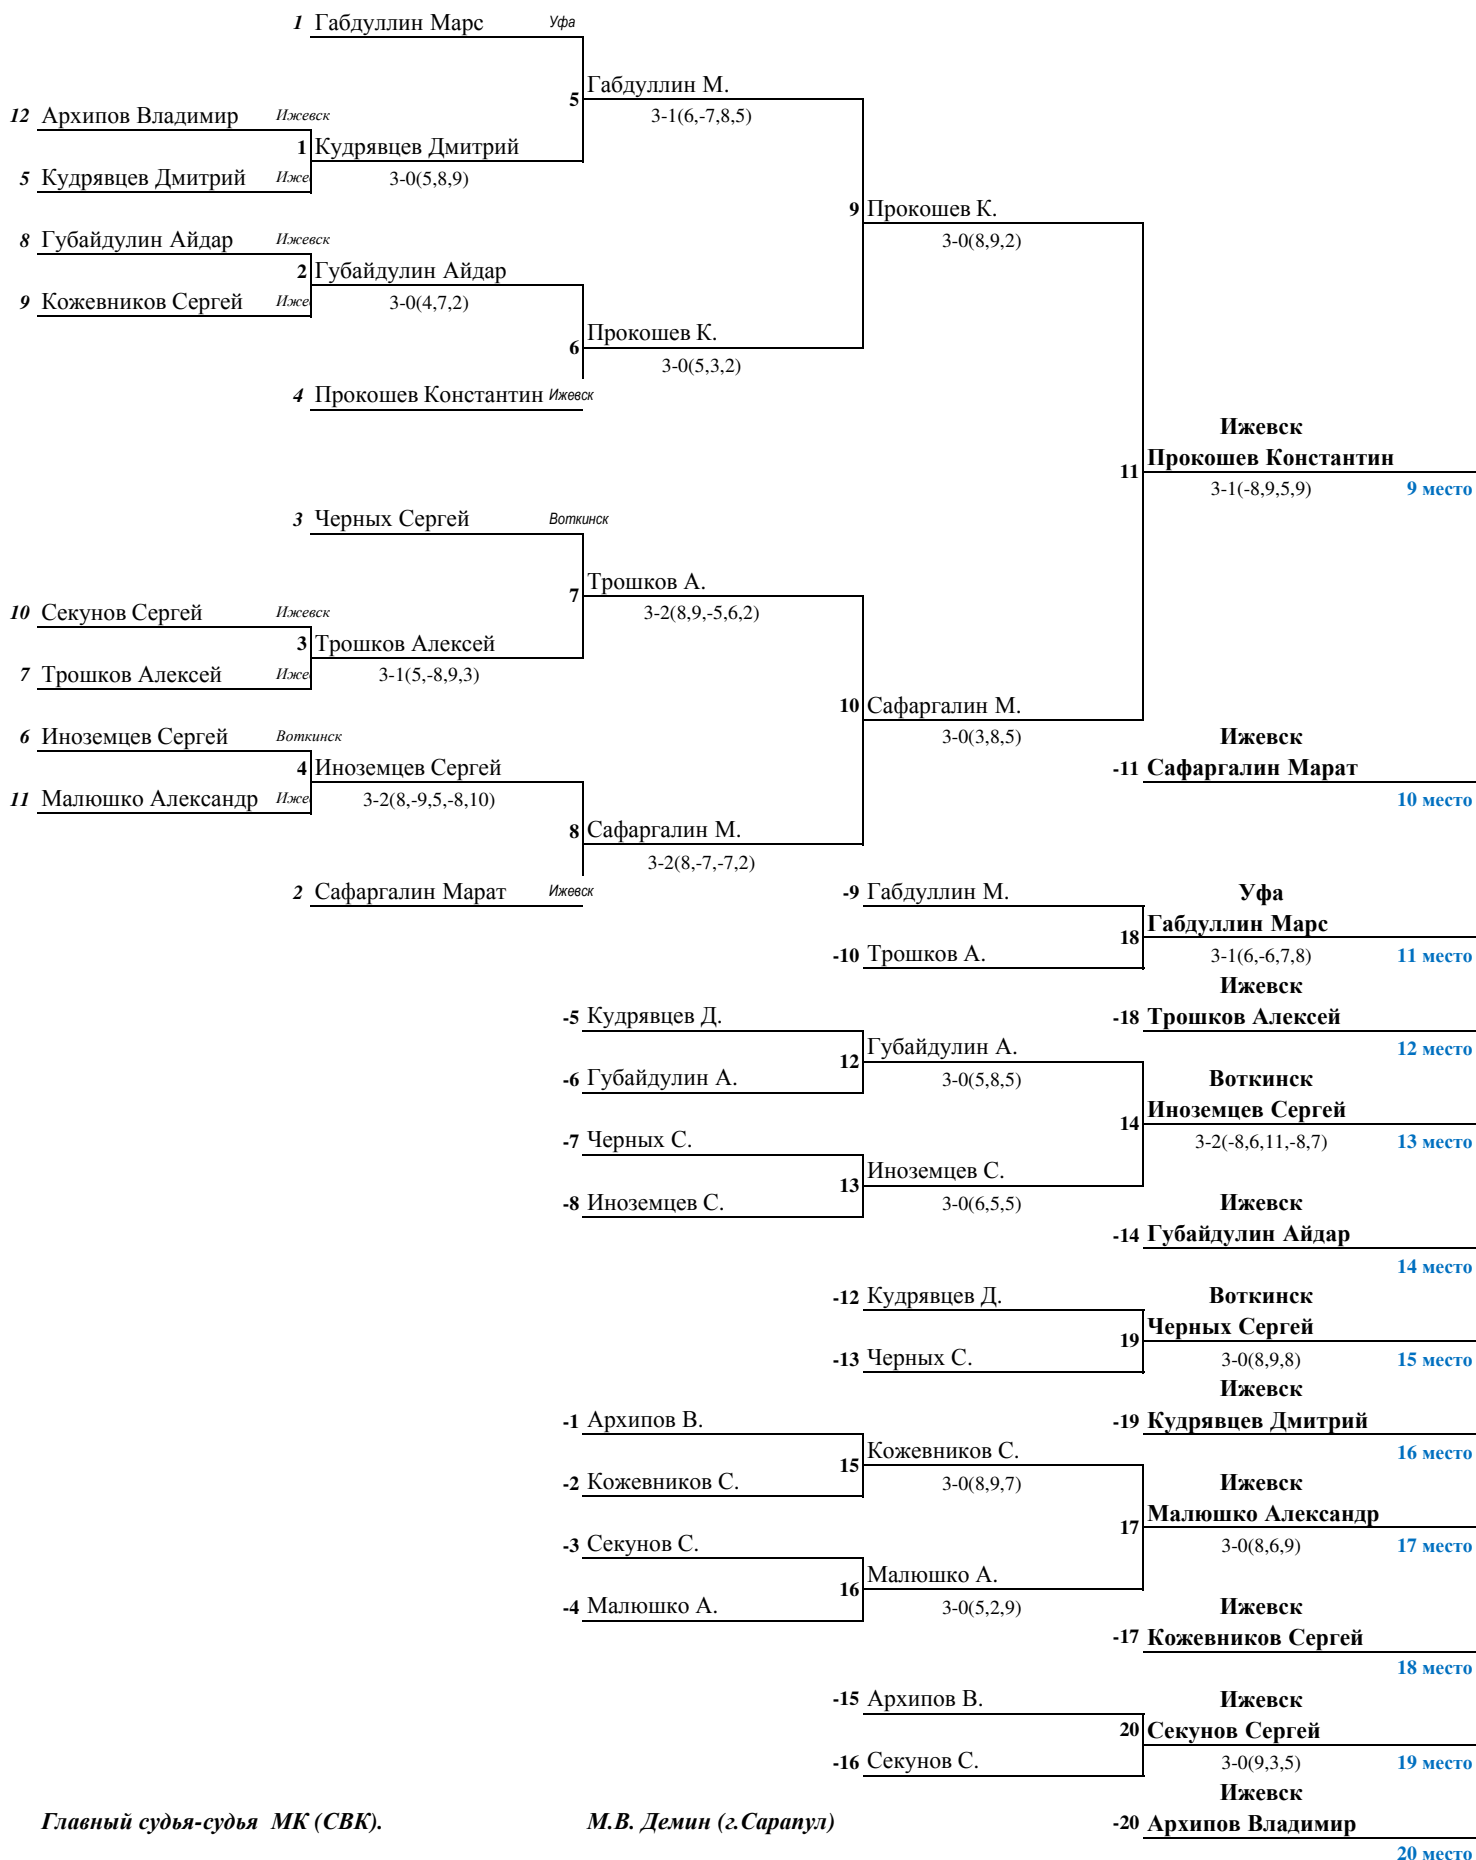 1 Габдуллин Марс Уфа
Габдуллин М.
5
3-1(6,-7,8,5)
12 Архипов Владимир Ижевск
1 Кудрявцев Дмитрий
5 Кудрявцев Дмитрий Иже
3-0(5,8,9)
9 Прокошев К.
8 Губайдулин Айдар Ижевск
3-0(8,9,2)
2 Губайдулин Айдар
9 Кожевников Сергей Иже
3-0(4,7,2)
Прокошев К.
6
3-0(5,3,2)
4 Прокошев Константин Ижевск
Ижевск
Прокошев Константин
11
3-1(-8,9,5,9) 9 место
3 Черных Сергей Воткинск
Трошков А.
7
3-2(8,9,-5,6,2)
10 Секунов Сергей Ижевск
3 Трошков Алексей
7 Трошков Алексей Иже
3-1(5,-8,9,3)
10 Сафаргалин М.
6 Иноземцев Сергей Воткинск
3-0(3,8,5) Ижевск
4 Иноземцев Сергей
-11 Сафаргалин Марат
11 Малюшко Александр Иже
3-2(8,-9,5,-8,10)
10 место
8 Сафаргалин М.
3-2(8,-7,-7,2)
2 Сафаргалин Марат Ижевск
-9 Габдуллин М. Уфа
Габдуллин Марс
18
-10 Трошков А. 3-1(6,-6,7,8) 11 место
Ижевск
-5 Кудрявцев Д. -18 Трошков Алексей
Губайдулин А. 12 место
12
-6 Губайдулин А. 3-0(5,8,5) Воткинск
Иноземцев Сергей
14
-7 Черных С. 3-2(-8,6,11,-8,7) 13 место
Иноземцев С.
13
-8 Иноземцев С. 3-0(6,5,5) Ижевск
-14 Губайдулин Айдар
14 место
-12 Кудрявцев Д. Воткинск
Черных Сергей
19
-13 Черных С. 3-0(8,9,8) 15 место
Ижевск
-1 Архипов В. -19 Кудрявцев Дмитрий
Кожевников С. 16 место
15
-2 Кожевников С. 3-0(8,9,7) Ижевск
Малюшко Александр
17
-3 Секунов С. 3-0(8,6,9) 17 место
Малюшко А.
16
-4 Малюшко А. 3-0(5,2,9) Ижевск
-17 Кожевников Сергей
18 место
-15 Архипов В. Ижевск
20 Секунов Сергей
-16 Секунов С. 3-0(9,3,5) 19 место
Ижевск
Главный судья-судья МК (СВК). М.В. Демин (г.Сарапул) -20 Архипов Владимир
20 место